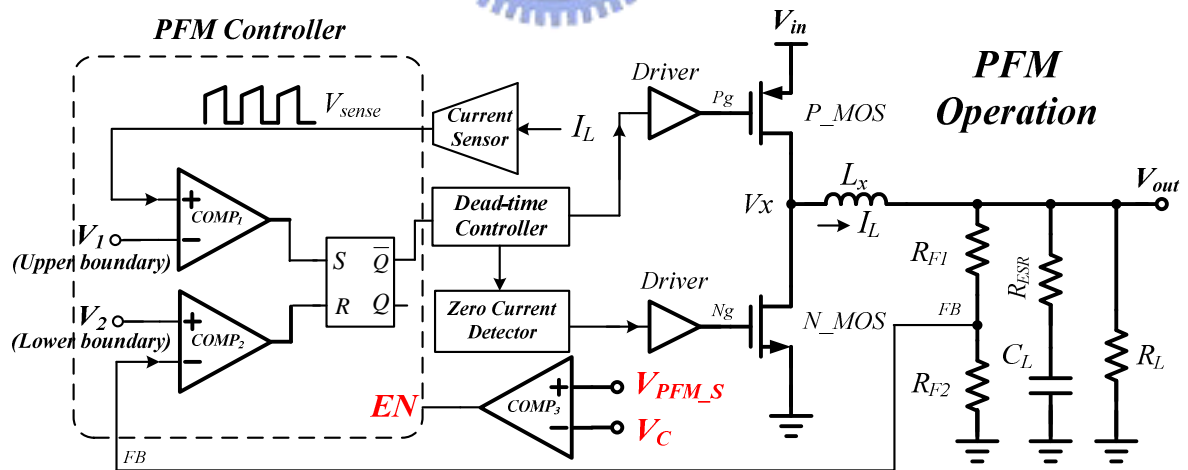 PFM Controller
V_in
PFM
Operation
Driver
V_sense
Current
Sensor
I_L
Pg
P_MOS
+
COMP_1
−
V_1
(Upper boundary)
Dead-time
Controller
V_x
L_x
I_L
V_out
S
Q̅
R
Q
V_2
(Lower boundary)
+
COMP_2
−
Zero Current
Detector
Driver
Ng
N_MOS
R_F1
R_ESR
FB
R_F2
C_L
R_L
EN
COMP_3
+
−
V_PFM_S
V_C
FB